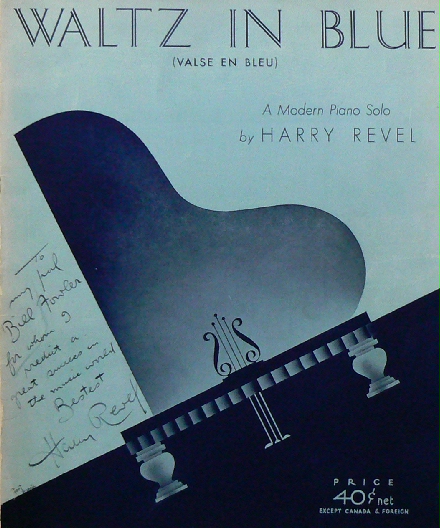 WALTZ IN BLUE
(VALSE EN BLEU)
A Modern Piano Solo
by HARRY REVEL
To
my pal
Bill Fowler
for whom I
predict a
great success in
the music world
Bestest
Harry Revel
PRICE
40¢ net
EXCEPT CANADA & FOREIGN